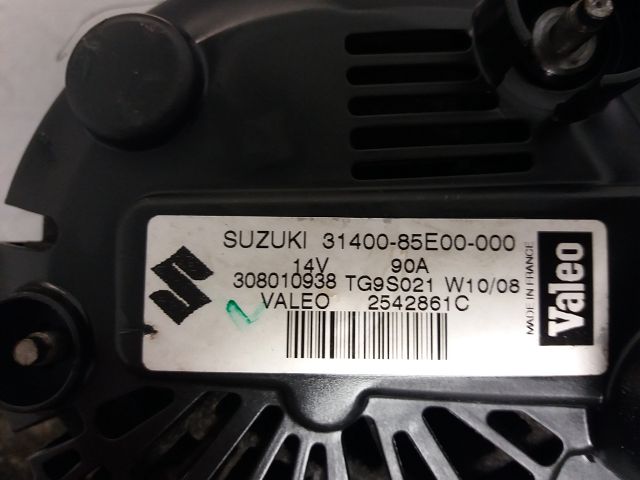 SUZUKI 31400-85E00-000
14V 90A
308010938 TG9S021 W10/08
VALEO 2542861C
MADE IN FRANCE
Valeo